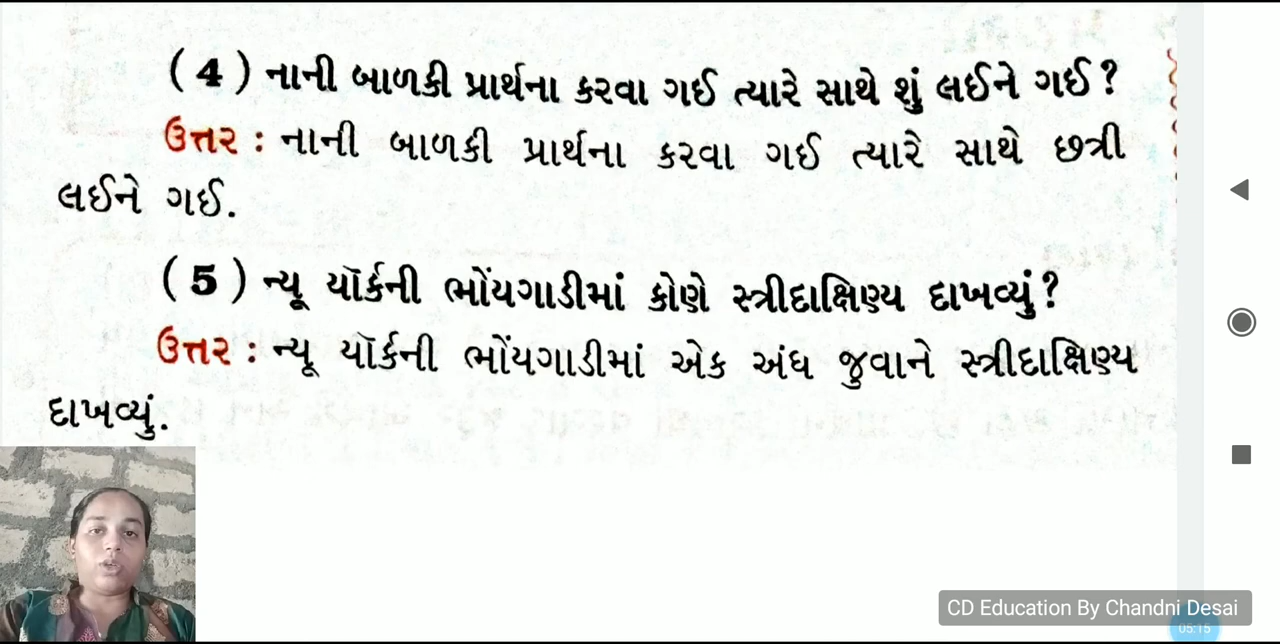 (4) નાની બાળકી પ્રાર્થના કરવા ગઈ ત્યારે સાથે શું લઈને ગઈ?
ઉત્તર : નાની બાળકી પ્રાર્થના કરવા ગઈ ત્યારે સાથે છત્રી
લઈને ગઈ.
(5) ન્યૂ યૉર્કની ભોંયગાડીમાં કોણે સ્ત્રીદાક્ષિણ્ય દાખવ્યું?
ઉત્તર : ન્યૂ યૉર્કની ભોંયગાડીમાં એક અંધ જુવાને સ્ત્રીદાક્ષિણ્ય
દાખવ્યું.
CD Education By Chandni Desai
05:15